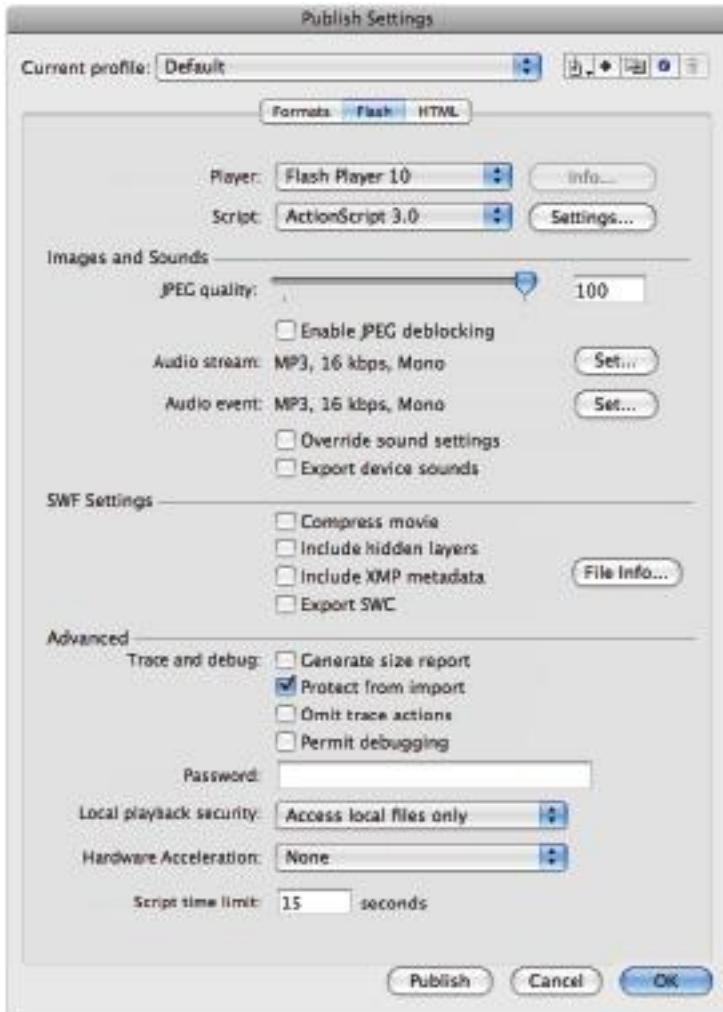 Publish Settings
Current profile: Default
Formats Flash HTML
Player: Flash Player 10 Info...
Script: ActionScript 3.0 Settings...
Images and Sounds
JPEG quality: 100
Enable JPEG deblocking
Audio stream: MP3, 16 kbps, Mono Set...
Audio event: MP3, 16 kbps, Mono Set...
Override sound settings
Export device sounds
SWF Settings
Compress movie
Include hidden layers
Include XMP metadata File Info...
Export SWC
Advanced
Trace and debug: Generate size report
Protect from import
Omit trace actions
Permit debugging
Password:
Local playback security: Access local files only
Hardware Acceleration: None
Script time limit: 15 seconds
Publish Cancel OK